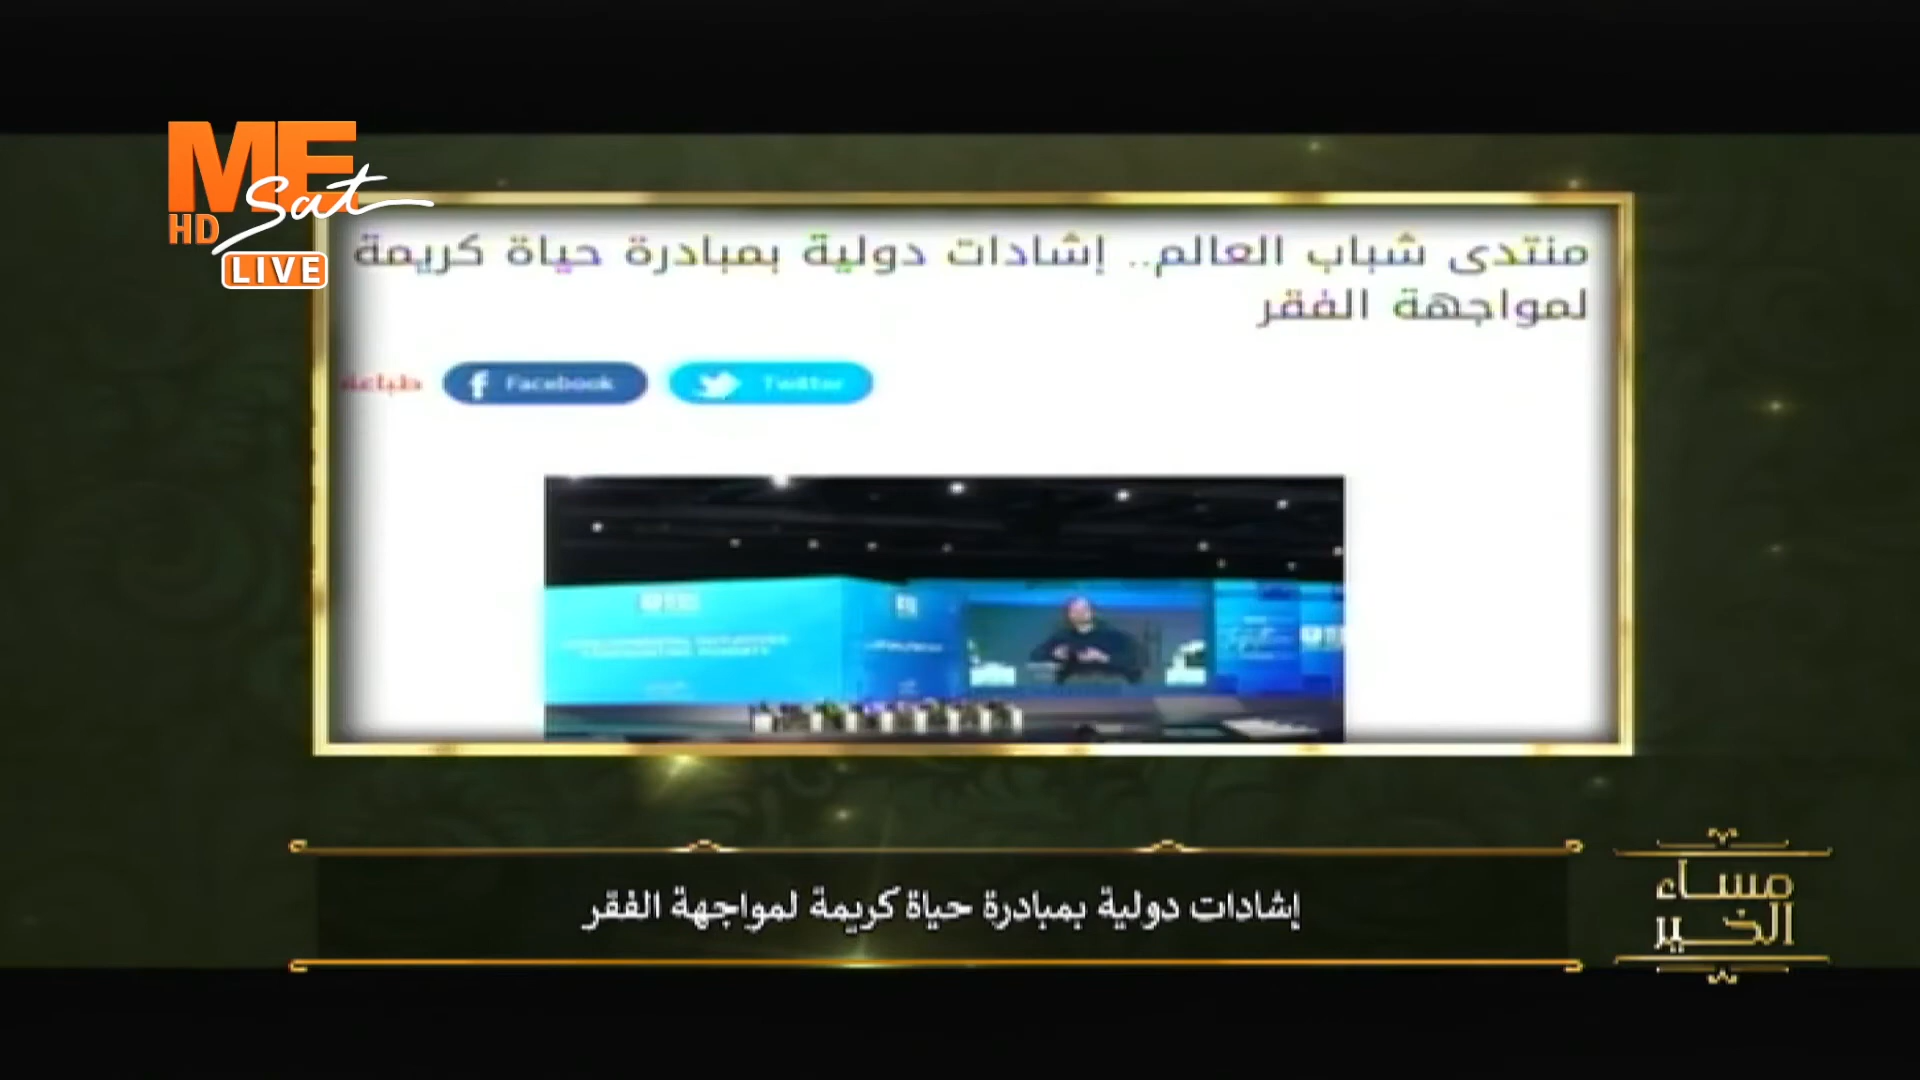 ME
Sat
HD
LIVE
منتدى شباب العالم.. إشادات دولية بمبادرة حياة كريمة
لمواجهة الفقر
طباعة
Facebook
Twitter
إشادات دولية بمبادرة حياة كريمة لمواجهة الفقر
مساء
الخير